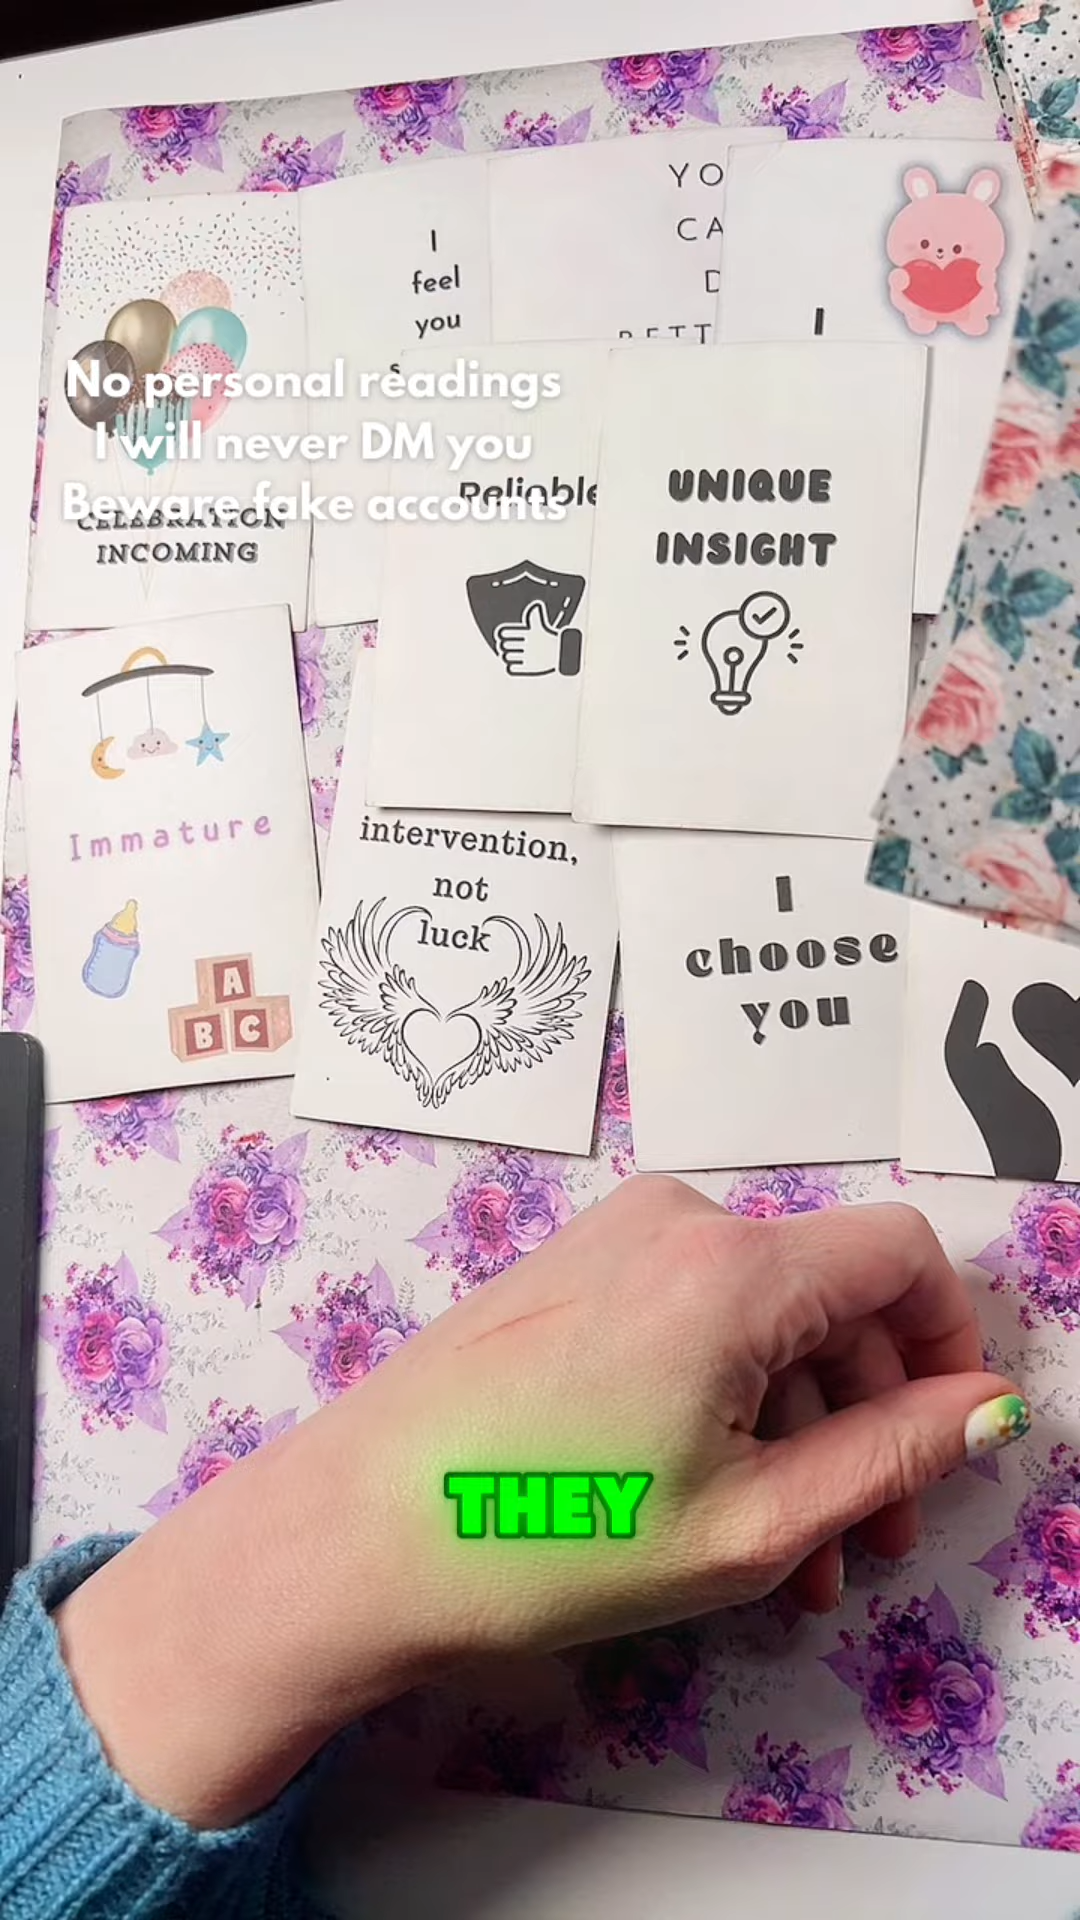 I
feel
you
YO
CA
BETT
I
No personal readings
I will never DM you
Beware fake accounts
CELEBRATION
INCOMING
Reliable
UNIQUE
INSIGHT
Immature
A
B C
intervention,
not
luck
I
choose
you
THEY